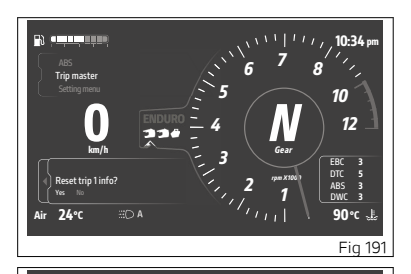 10:34 pm
ABS
Trip master
Setting menu
0
km/h
ENDURO
1
2
3
4
5
6
7
8
10
12
N
Gear
rpm X1000
EBC 3
DTC 5
ABS 3
DWC 3
Reset trip 1 info?
Yes No
Air 24°C
A
90°C
Fig 191